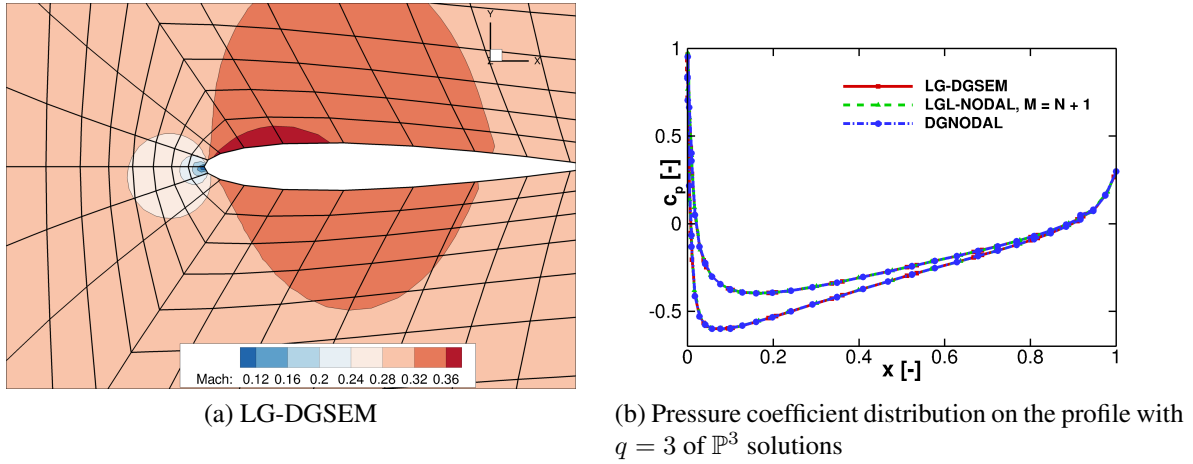 Y
X
Mach: 0.12 0.16 0.2 0.24 0.28 0.32 0.36
(a) LG-DGSEM
1
0.5
0
-0.5
c_p [-]
LG-DGSEM
LGL-NODAL, M = N + 1
DGNODAL
0 0.2 0.4 0.6 0.8 1
x [-]
(b) Pressure coefficient distribution on the profile with
q = 3 of ℙ³ solutions